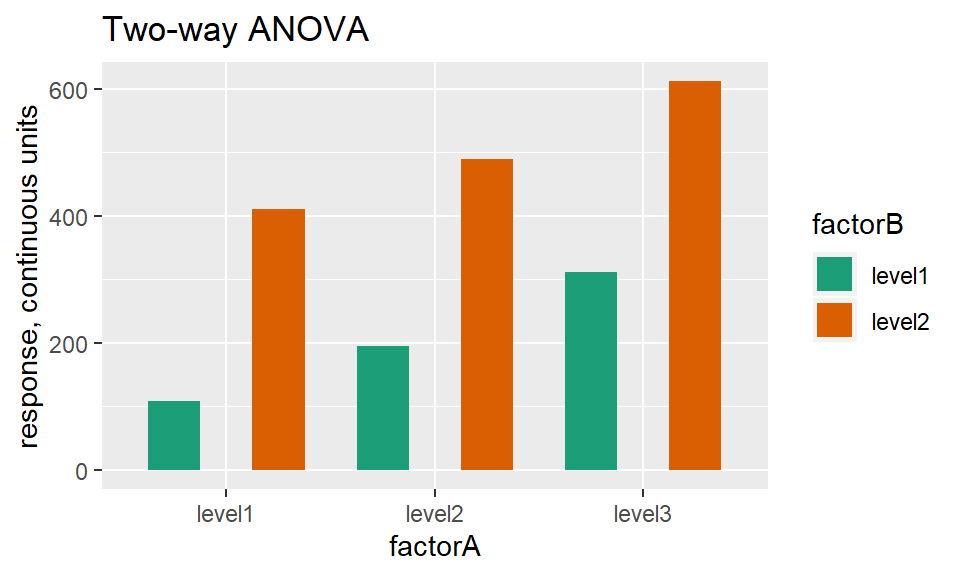 Two-way ANOVA
response, continuous units
600
400
200
0
level1
level2
level3
factorA
factorB
level1
level2